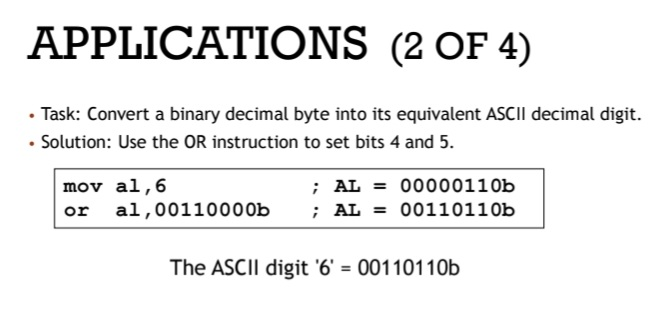 APPLICATIONS (2 OF 4)
• Task: Convert a binary decimal byte into its equivalent ASCII decimal digit.
• Solution: Use the OR instruction to set bits 4 and 5.
mov al,6 ; AL = 00000110b
or al,00110000b ; AL = 00110110b
The ASCII digit '6' = 00110110b